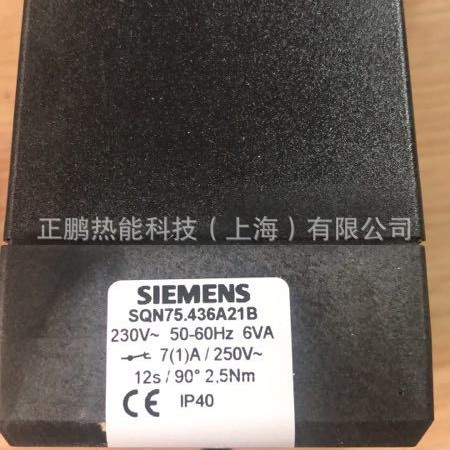 正鹏热能科技（上海）有限公司
SIEMENS
SQN75.436A21B
230V~ 50-60Hz 6VA
7(1)A / 250V~
12s / 90° 2.5Nm
CE IP40